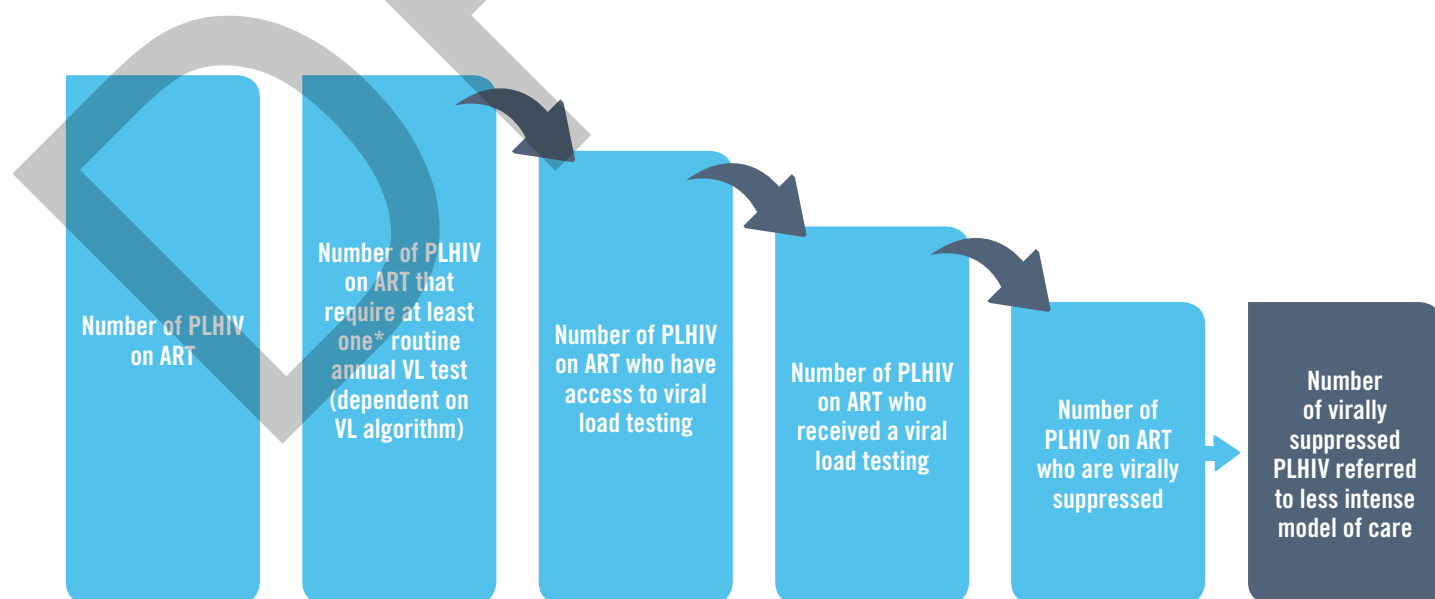 Number of PLHIV
on ART
Number of PLHIV
on ART that
require at least
one* routine
annual VL test
(dependent on
VL algorithm)
Number of PLHIV
on ART who have
access to viral
load testing
Number of PLHIV
on ART who
received a viral
load testing
Number of
PLHIV on ART
who are virally
suppressed
Number
of virally
suppressed
PLHIV referred
to less intense
model of care